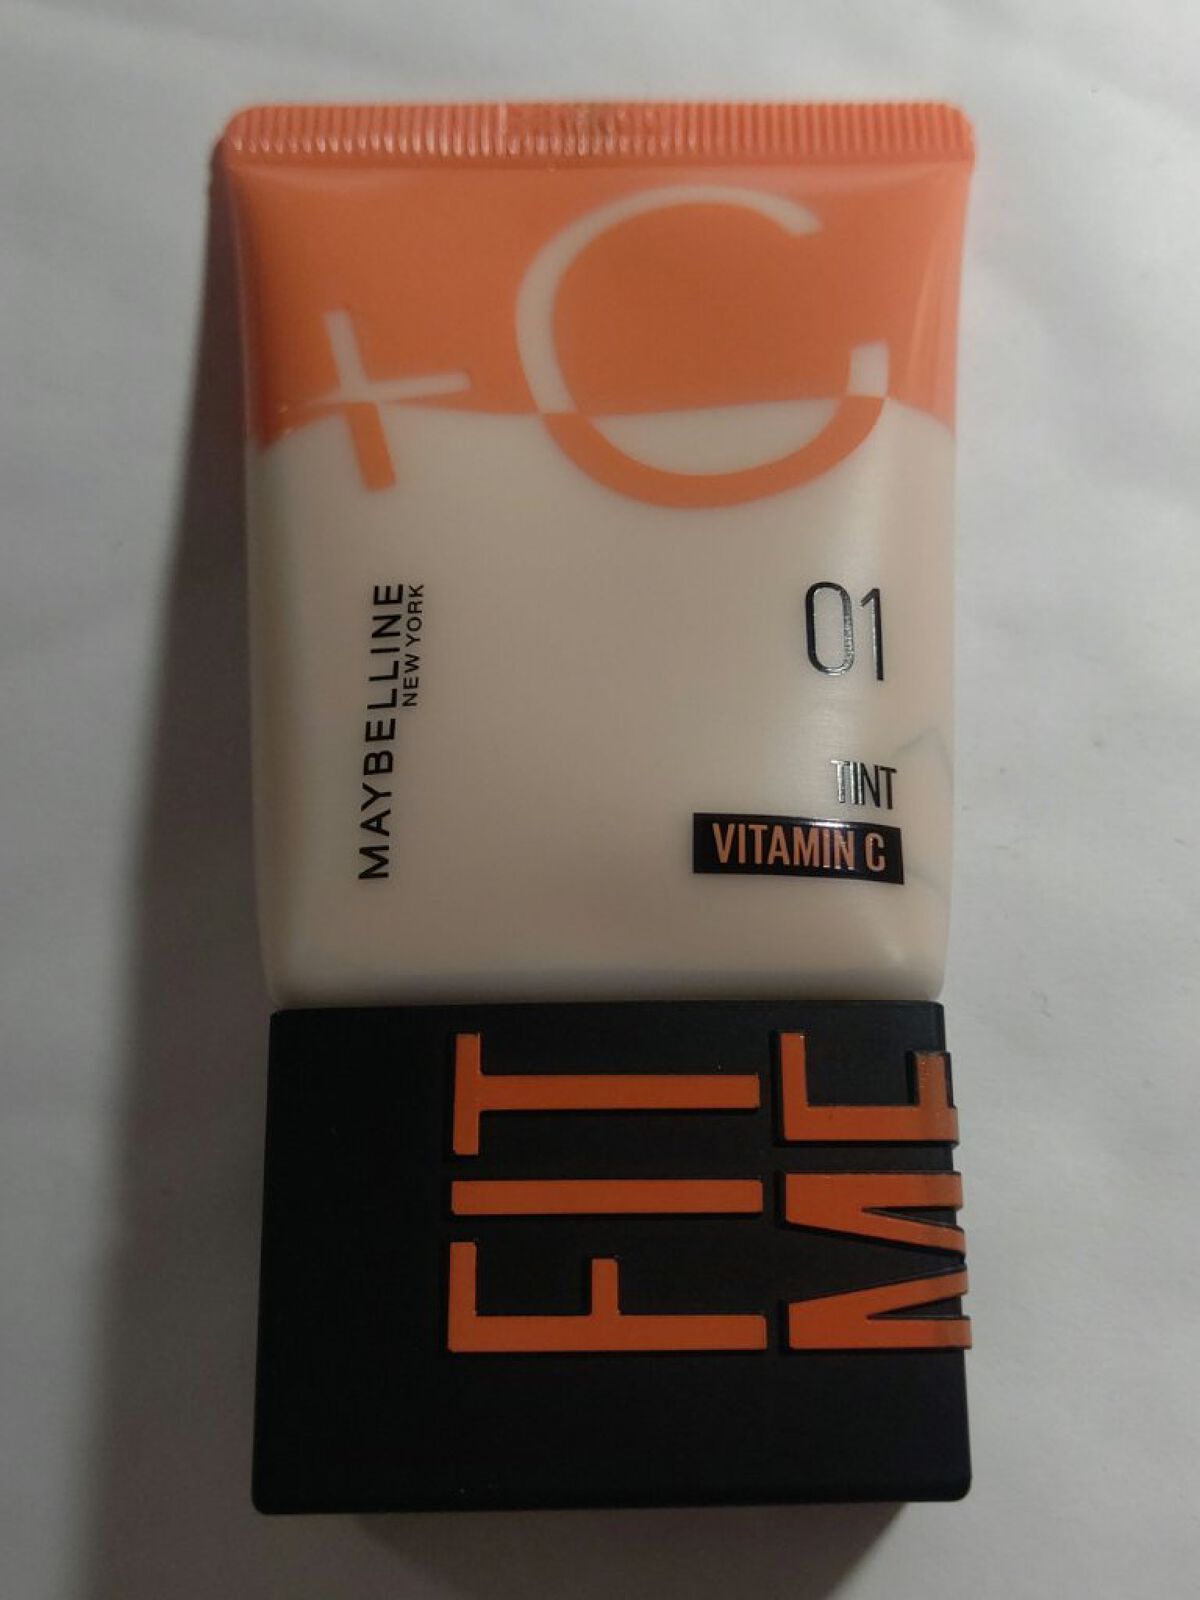 +C
MAYBELLINE
NEW YORK
01
TINT
VITAMIN C
FIT
ME